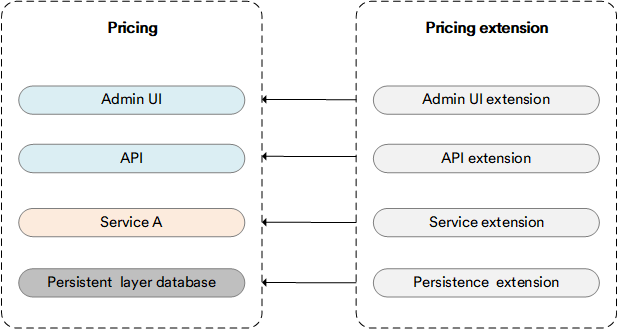 Pricing
Pricing extension
Admin UI
Admin UI extension
API
API extension
Service A
Service extension
Persistent layer database
Persistence extension